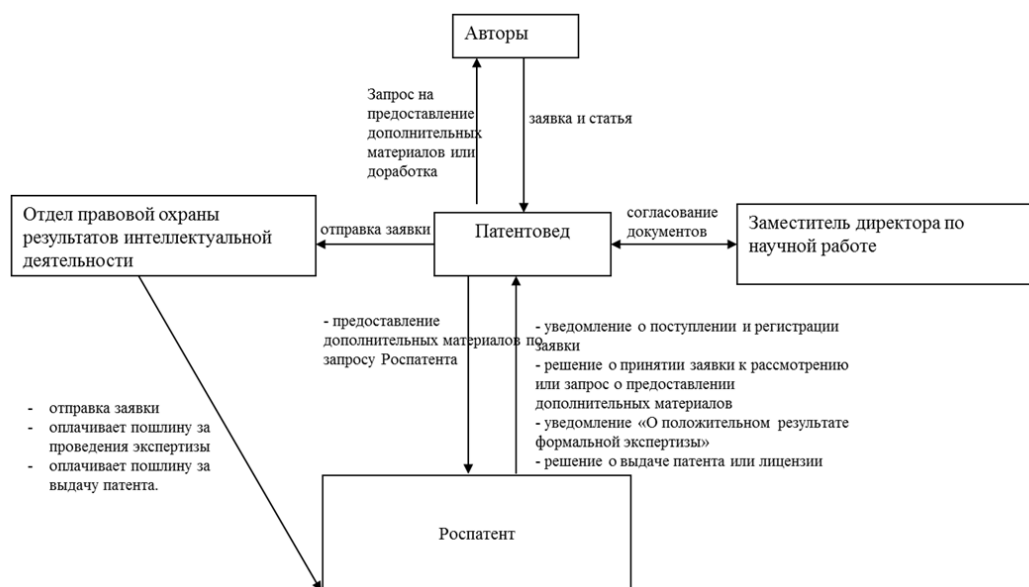 Авторы
Запрос на
предоставление
дополнительных
материалов или
доработка
заявка и статья
Отдел правовой охраны
результатов интеллектуальной
деятельности
отправка заявки
Патентовед
согласование
документов
Заместитель директора по
научной работе
- предоставление
дополнительных материалов по
запросу Роспатента
- уведомление о поступлении и регистрации
заявки
- решение о принятии заявки к рассмотрению
или запрос о предоставлении
дополнительных материалов
- уведомление «О положительном результате
формальной экспертизы»
- решение о выдаче патента или лицензии
- отправка заявки
- оплачивает пошлину за
проведения экспертизы
- оплачивает пошлину за
выдачу патента.
Роспатент